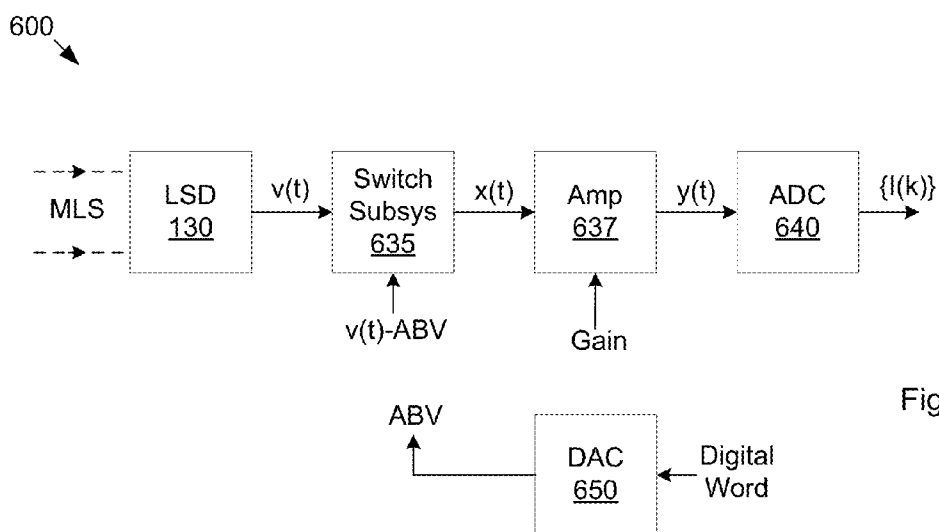 600
MLS
LSD
130
v(t)
Switch
Subsys
635
v(t)-ABV
x(t)
Amp
637
Gain
y(t)
ADC
640
{I(k)}
ABV
DAC
650
Digital
Word
Fig